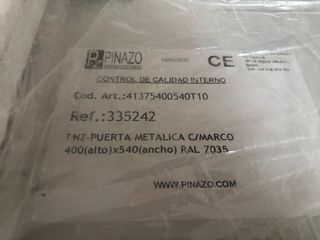 PINAZO
CE
CONTROL DE CALIDAD INTERNO
Cod. Art.:41375400540T10
Ref.:335242
PNZ-PUERTA METALICA C/MARCO
400(alto)x540(ancho) RAL 7035
WWW.PINAZO.COM